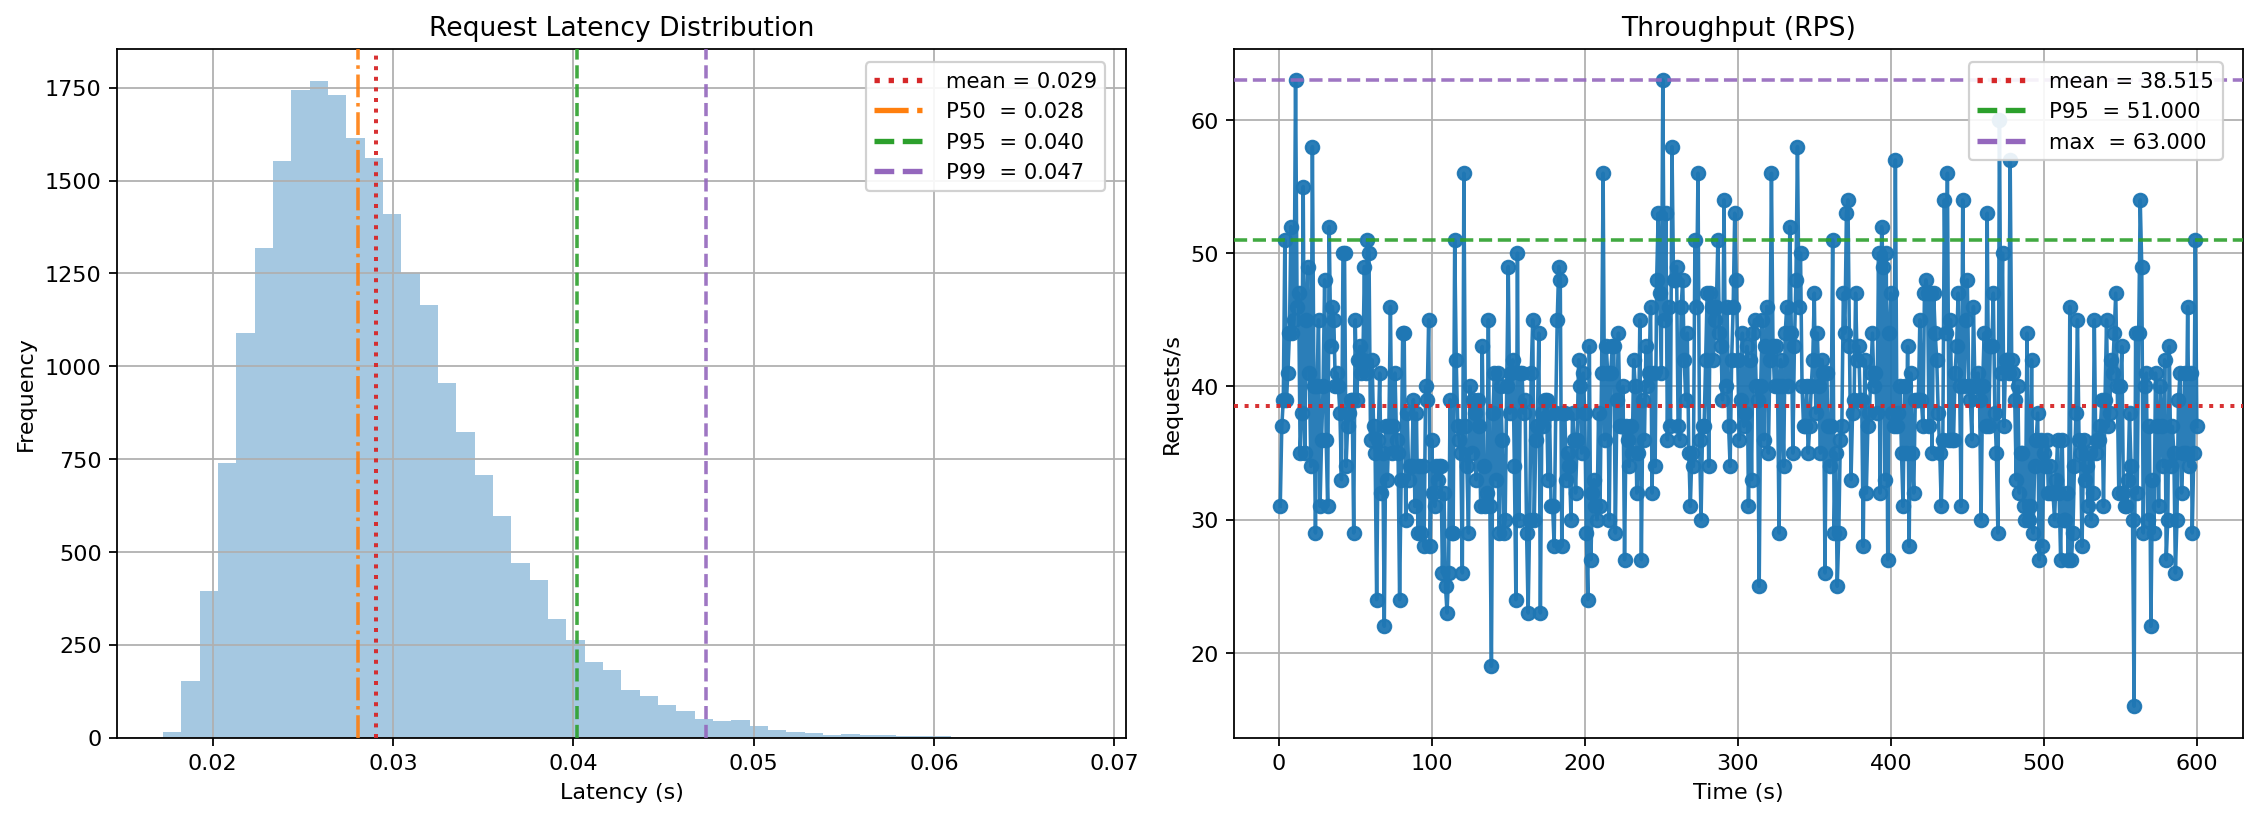 Request Latency Distribution
1750
1500
1250
1000
750
500
250
0
Frequency
mean = 0.029
P50 = 0.028
P95 = 0.040
P99 = 0.047
0.02 0.03 0.04 0.05 0.06 0.07
Latency (s)
Throughput (RPS)
60
50
40
30
20
Requests/s
mean = 38.515
P95 = 51.000
max = 63.000
0 100 200 300 400 500 600
Time (s)